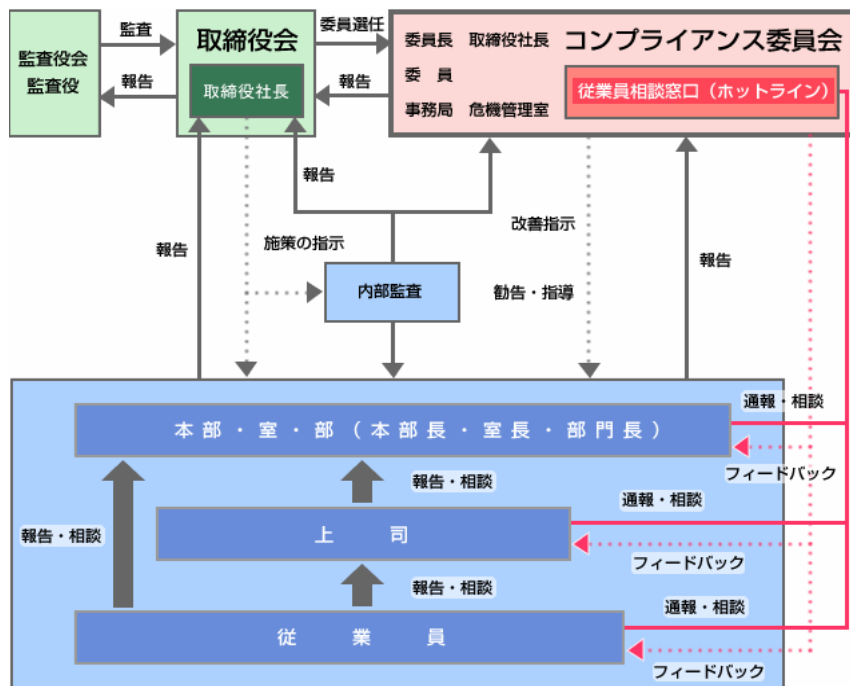 監査役会
監査役
監査
報告
取締役会
取締役社長
委員選任
報告
委員長 取締役社長
委 員
事務局 危機管理室
コンプライアンス委員会
従業員相談窓口(ホットライン)
報告
報告
施策の指示
内部監査
改善指示
勧告・指導
報告
本部・室・部(本部長・室長・部門長)
通報・相談
フィードバック
報告・相談
報告・相談
上 司
通報・相談
フィードバック
報告・相談
従 業 員
通報・相談
フィードバック